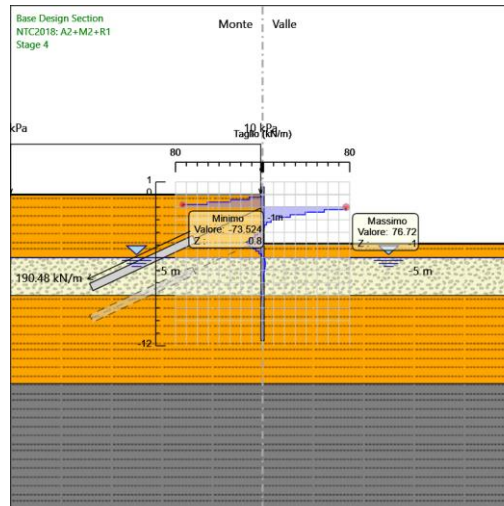 Base Design Section
NTC2018: A2+M2+R1
Stage 4
Monte
Valle
kPa
10 kPa
Taglio (kN/m)
80
80
1
0
-1m
Minimo
Valore: -73.524
Z : -0.8
Massimo
Valore: 76.72
Z : -1
190.48 kN/m
-5 m
-5 m
-12